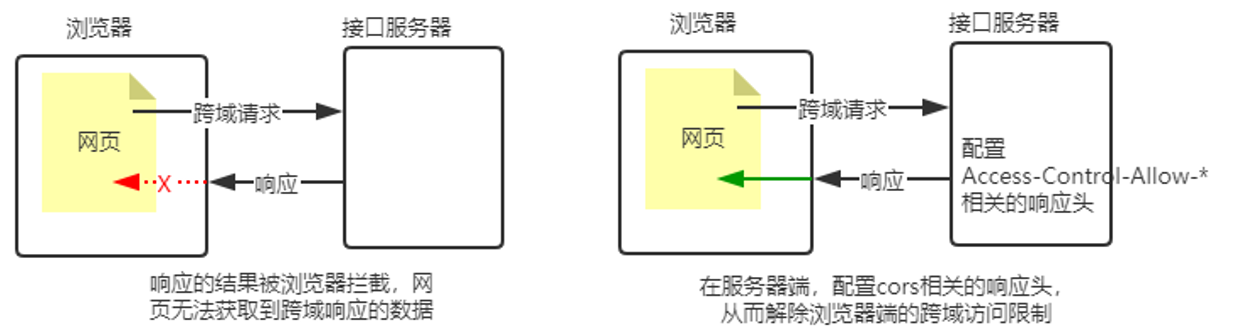 浏览器
接口服务器
网页
跨域请求
X
响应
响应的结果被浏览器拦截，网
页无法获取到跨域响应的数据
浏览器
接口服务器
网页
跨域请求
响应
配置
Access-Control-Allow-*
相关的响应头
在服务器端，配置cors相关的响应头，
从而解除浏览器端的跨域访问限制